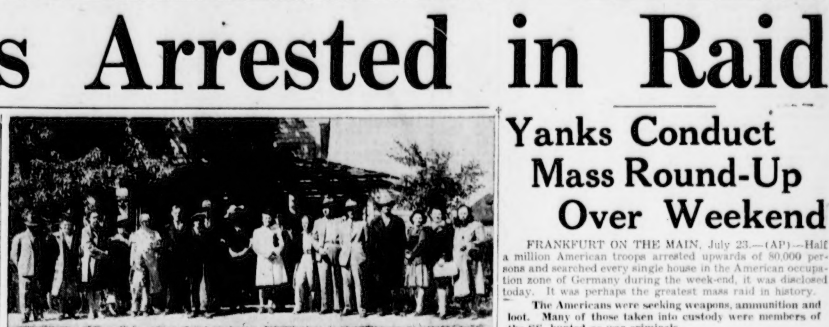 s Arrested in Raid
Yanks Conduct
Mass Round-Up
Over Weekend
FRANKFURT ON THE MAIN, July 23.—(AP)—Half
a million American troops arrested upwards of 80,000 per-
sons and searched every single house in the American occupa-
tion zone of Germany during the week-end, it was disclosed
today. It was perhaps the greatest mass raid in history.
The Americans were seeking weapons, ammunition and
loot. Many of those taken into custody were members of